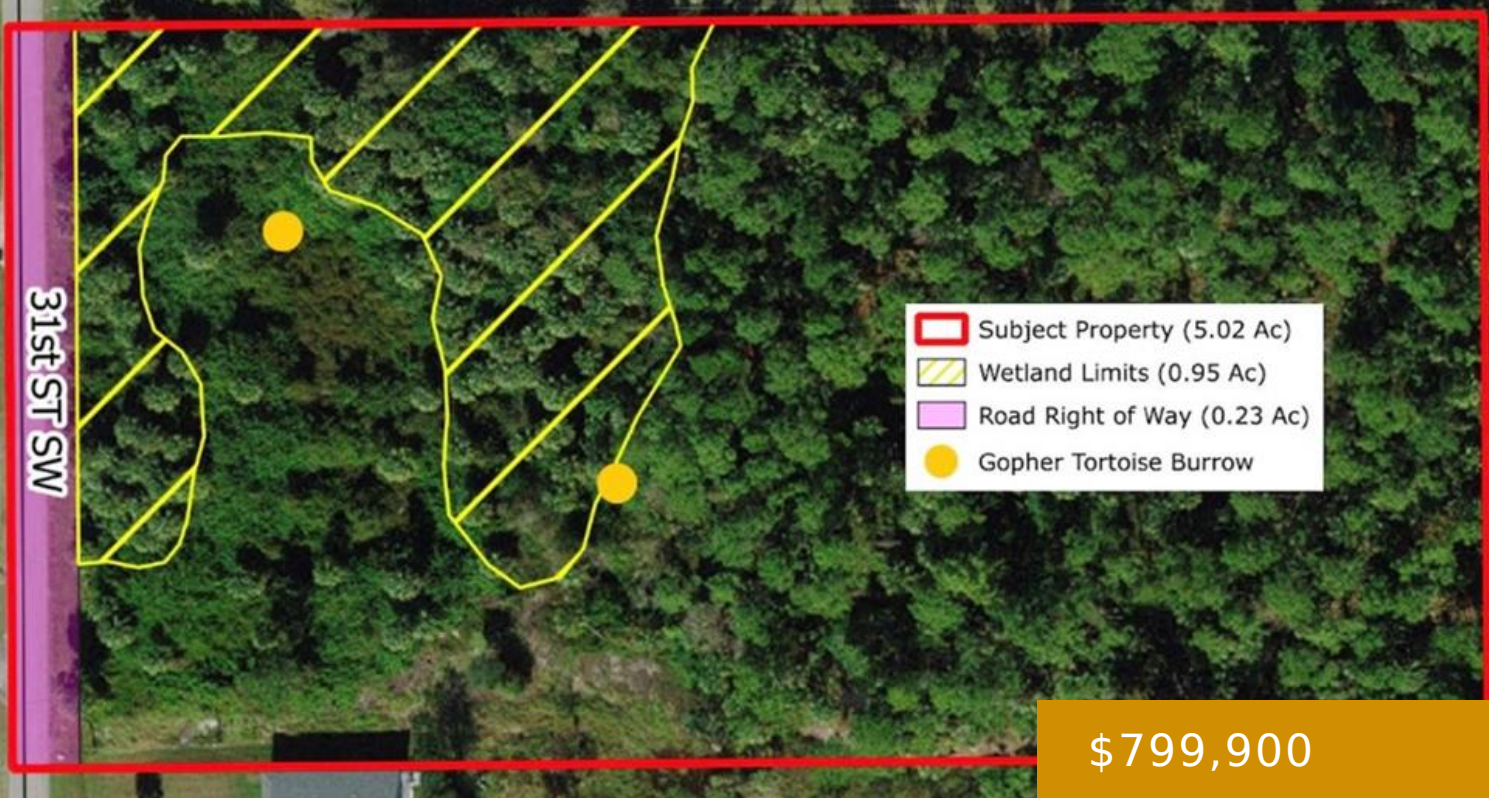 31st ST SW
Subject Property (5.02 Ac)
Wetland Limits (0.95 Ac)
Road Right of Way (0.23 Ac)
Gopher Tortoise Burrow
$799,900